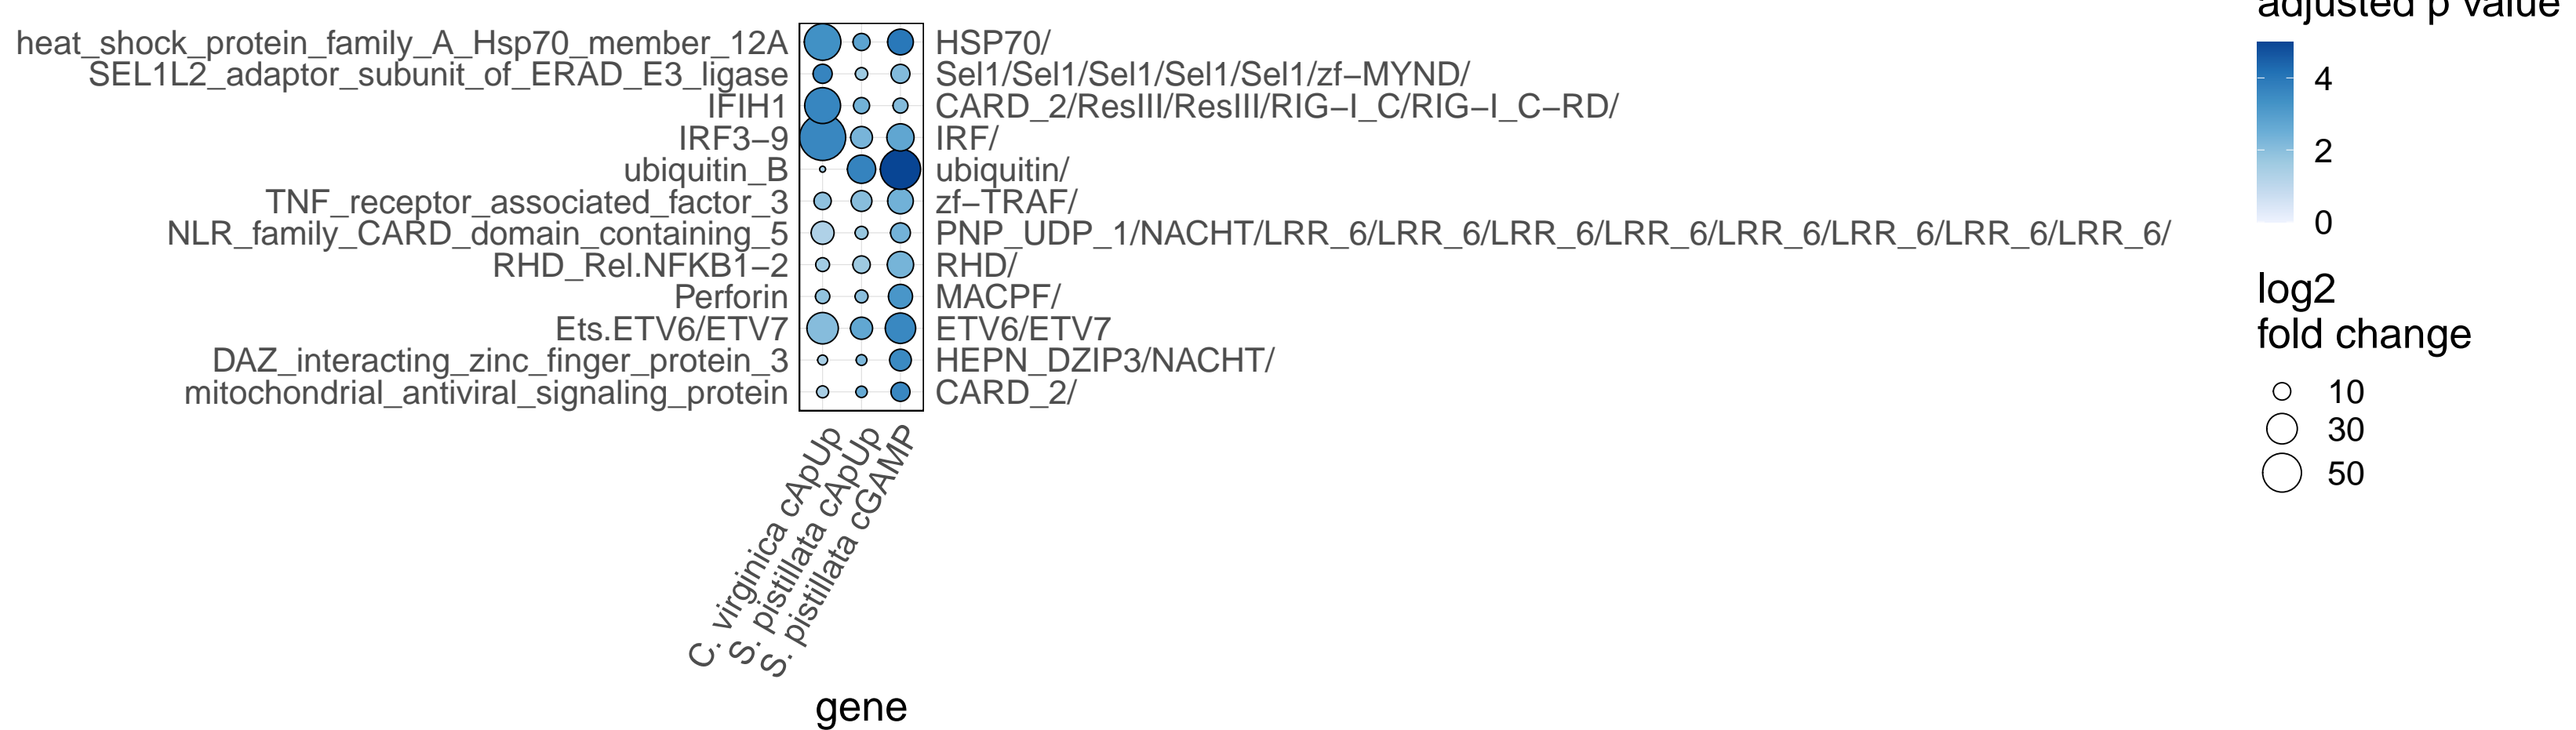 adjusted p value
heat_shock_protein_family_A_Hsp70_member_12A HSP70/
SEL1L2_adaptor_subunit_of_ERAD_E3_ligase Sel1/Sel1/Sel1/Sel1/Sel1/zf−MYND/
IFIH1 CARD_2/ResIII/ResIII/RIG−I_C/RIG−I_C−RD/
IRF3−9 IRF/
ubiquitin_B ubiquitin/
TNF_receptor_associated_factor_3 zf−TRAF/
NLR_family_CARD_domain_containing_5 PNP_UDP_1/NACHT/LRR_6/LRR_6/LRR_6/LRR_6/LRR_6/LRR_6/LRR_6/LRR_6/
RHD_Rel.NFKB1−2 RHD/
Perforin MACPF/
Ets.ETV6/ETV7 ETV6/ETV7
DAZ_interacting_zinc_finger_protein_3 HEPN_DZIP3/NACHT/
mitochondrial_antiviral_signaling_protein CARD_2/
C. virginica cApUp
S. pistillata cApUp
S. pistillata cGAMP
gene
4
2
0
log2
fold change
10
30
50